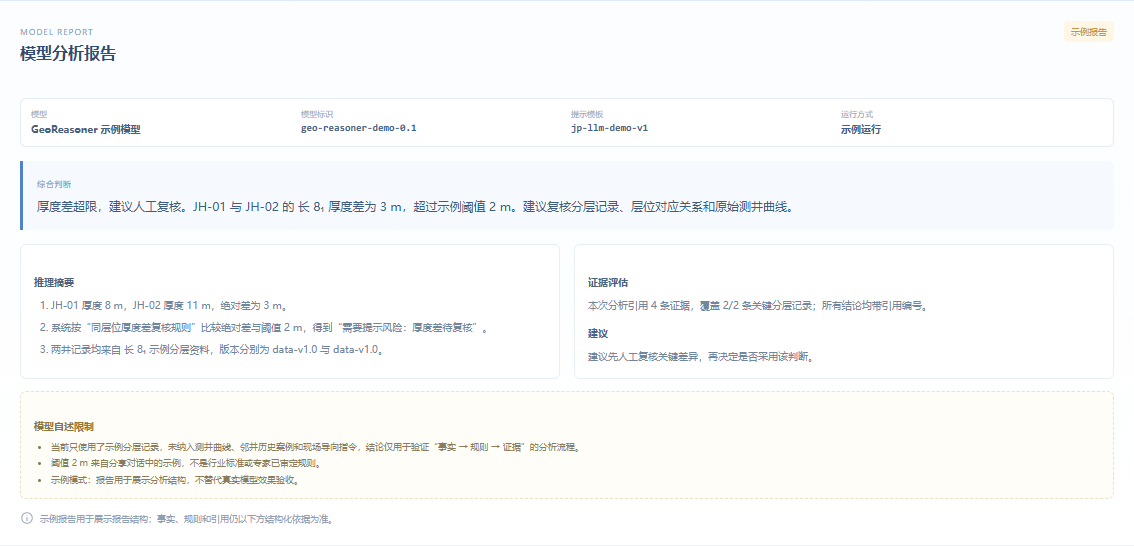 MODEL REPORT
示例报告
模型分析报告
模型
模型标识
提示模板
运行方式
GeoReasoner 示例模型
geo-reasoner-demo-0.1
jp-llm-demo-v1
示例运行
综合判断
厚度差超限，建议人工复核。JH-01 与 JH-02 的 长 8₁ 厚度差为 3 m，超过示例阈值 2 m。建议复核分层记录、层位对应关系和原始测井曲线。
推理摘要
1. JH-01 厚度 8 m，JH-02 厚度 11 m，绝对差为 3 m。
2. 系统按“同层位厚度差复核规则”比较绝对差与阈值 2 m，得到“需要提示风险：厚度差待复核”。
3. 两井记录均来自 长 8₁ 示例分层资料，版本分别为 data-v1.0 与 data-v1.0。
证据评估
本次分析引用 4 条证据，覆盖 2/2 条关键分层记录；所有结论均带引用编号。
建议
建议先人工复核关键差异，再决定是否采用该判断。
模型自述限制
• 当前只使用了示例分层记录，未纳入测井曲线、邻井历史案例和现场导向指令，结论仅用于验证“事实 → 规则 → 证据”的分析流程。
• 阈值 2 m 来自分享对话中的示例，不是行业标准或专家已审定规则。
• 示例模式：报告用于展示分析结构，不替代真实模型效果验收。
示例报告用于展示报告结构；事实、规则和引用仍以下方结构化依据为准。